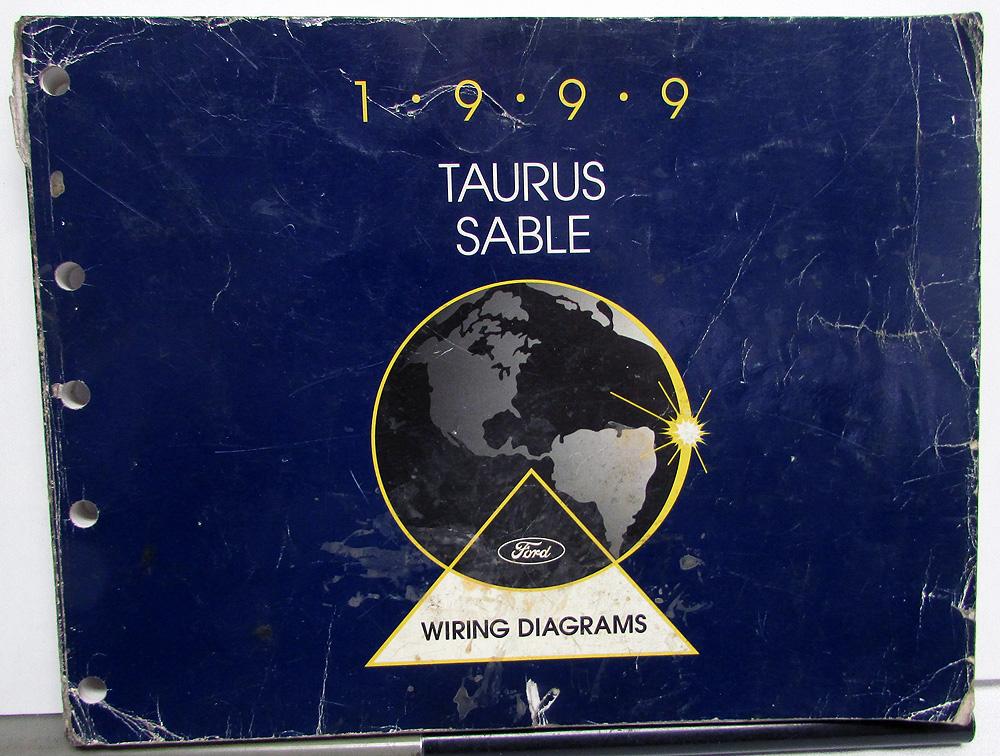 1•9•9•9
TAURUS
SABLE
Ford
WIRING DIAGRAMS